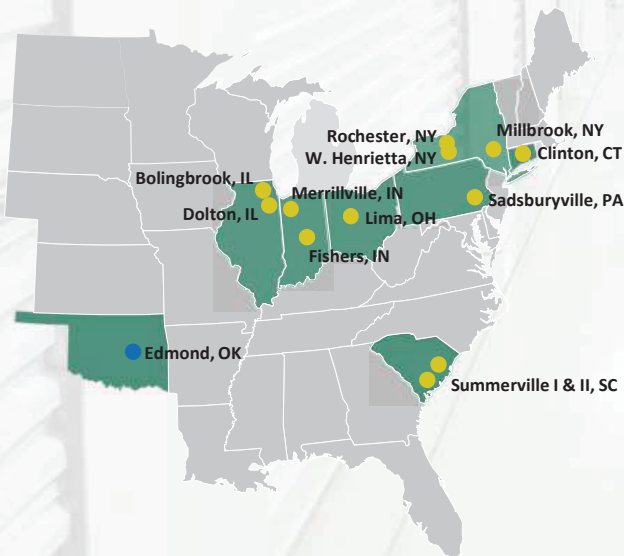 Rochester, NY
Millbrook, NY
W. Henrietta, NY
Clinton, CT
Bolingbrook, IL
Merrillville, IN
Sadsburyville, PA
Dolton, IL
Lima, OH
Fishers, IN
Edmond, OK
Summerville I & II, SC